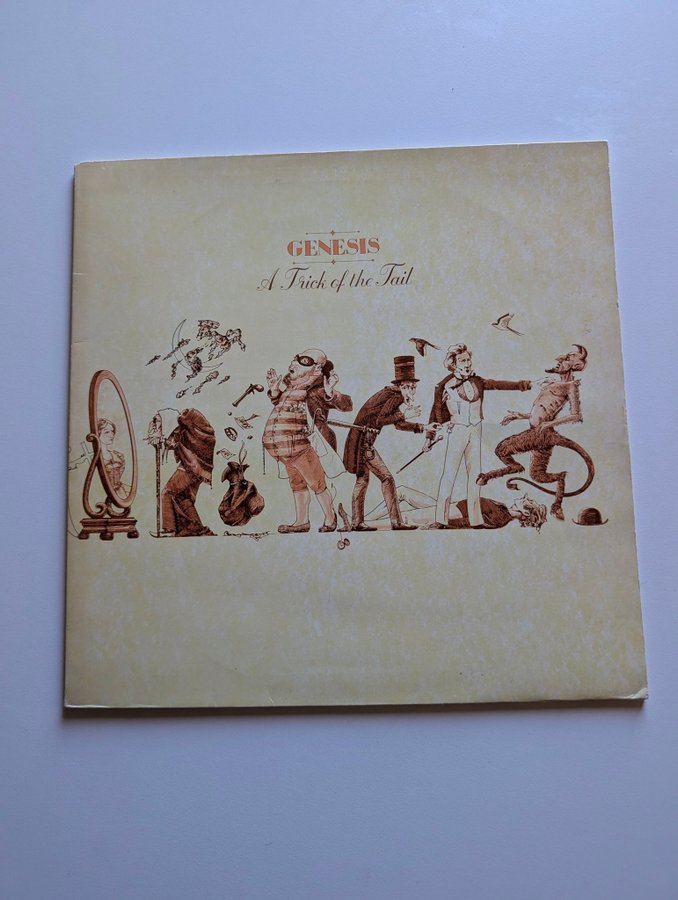 GENESIS
A Trick of the Tail